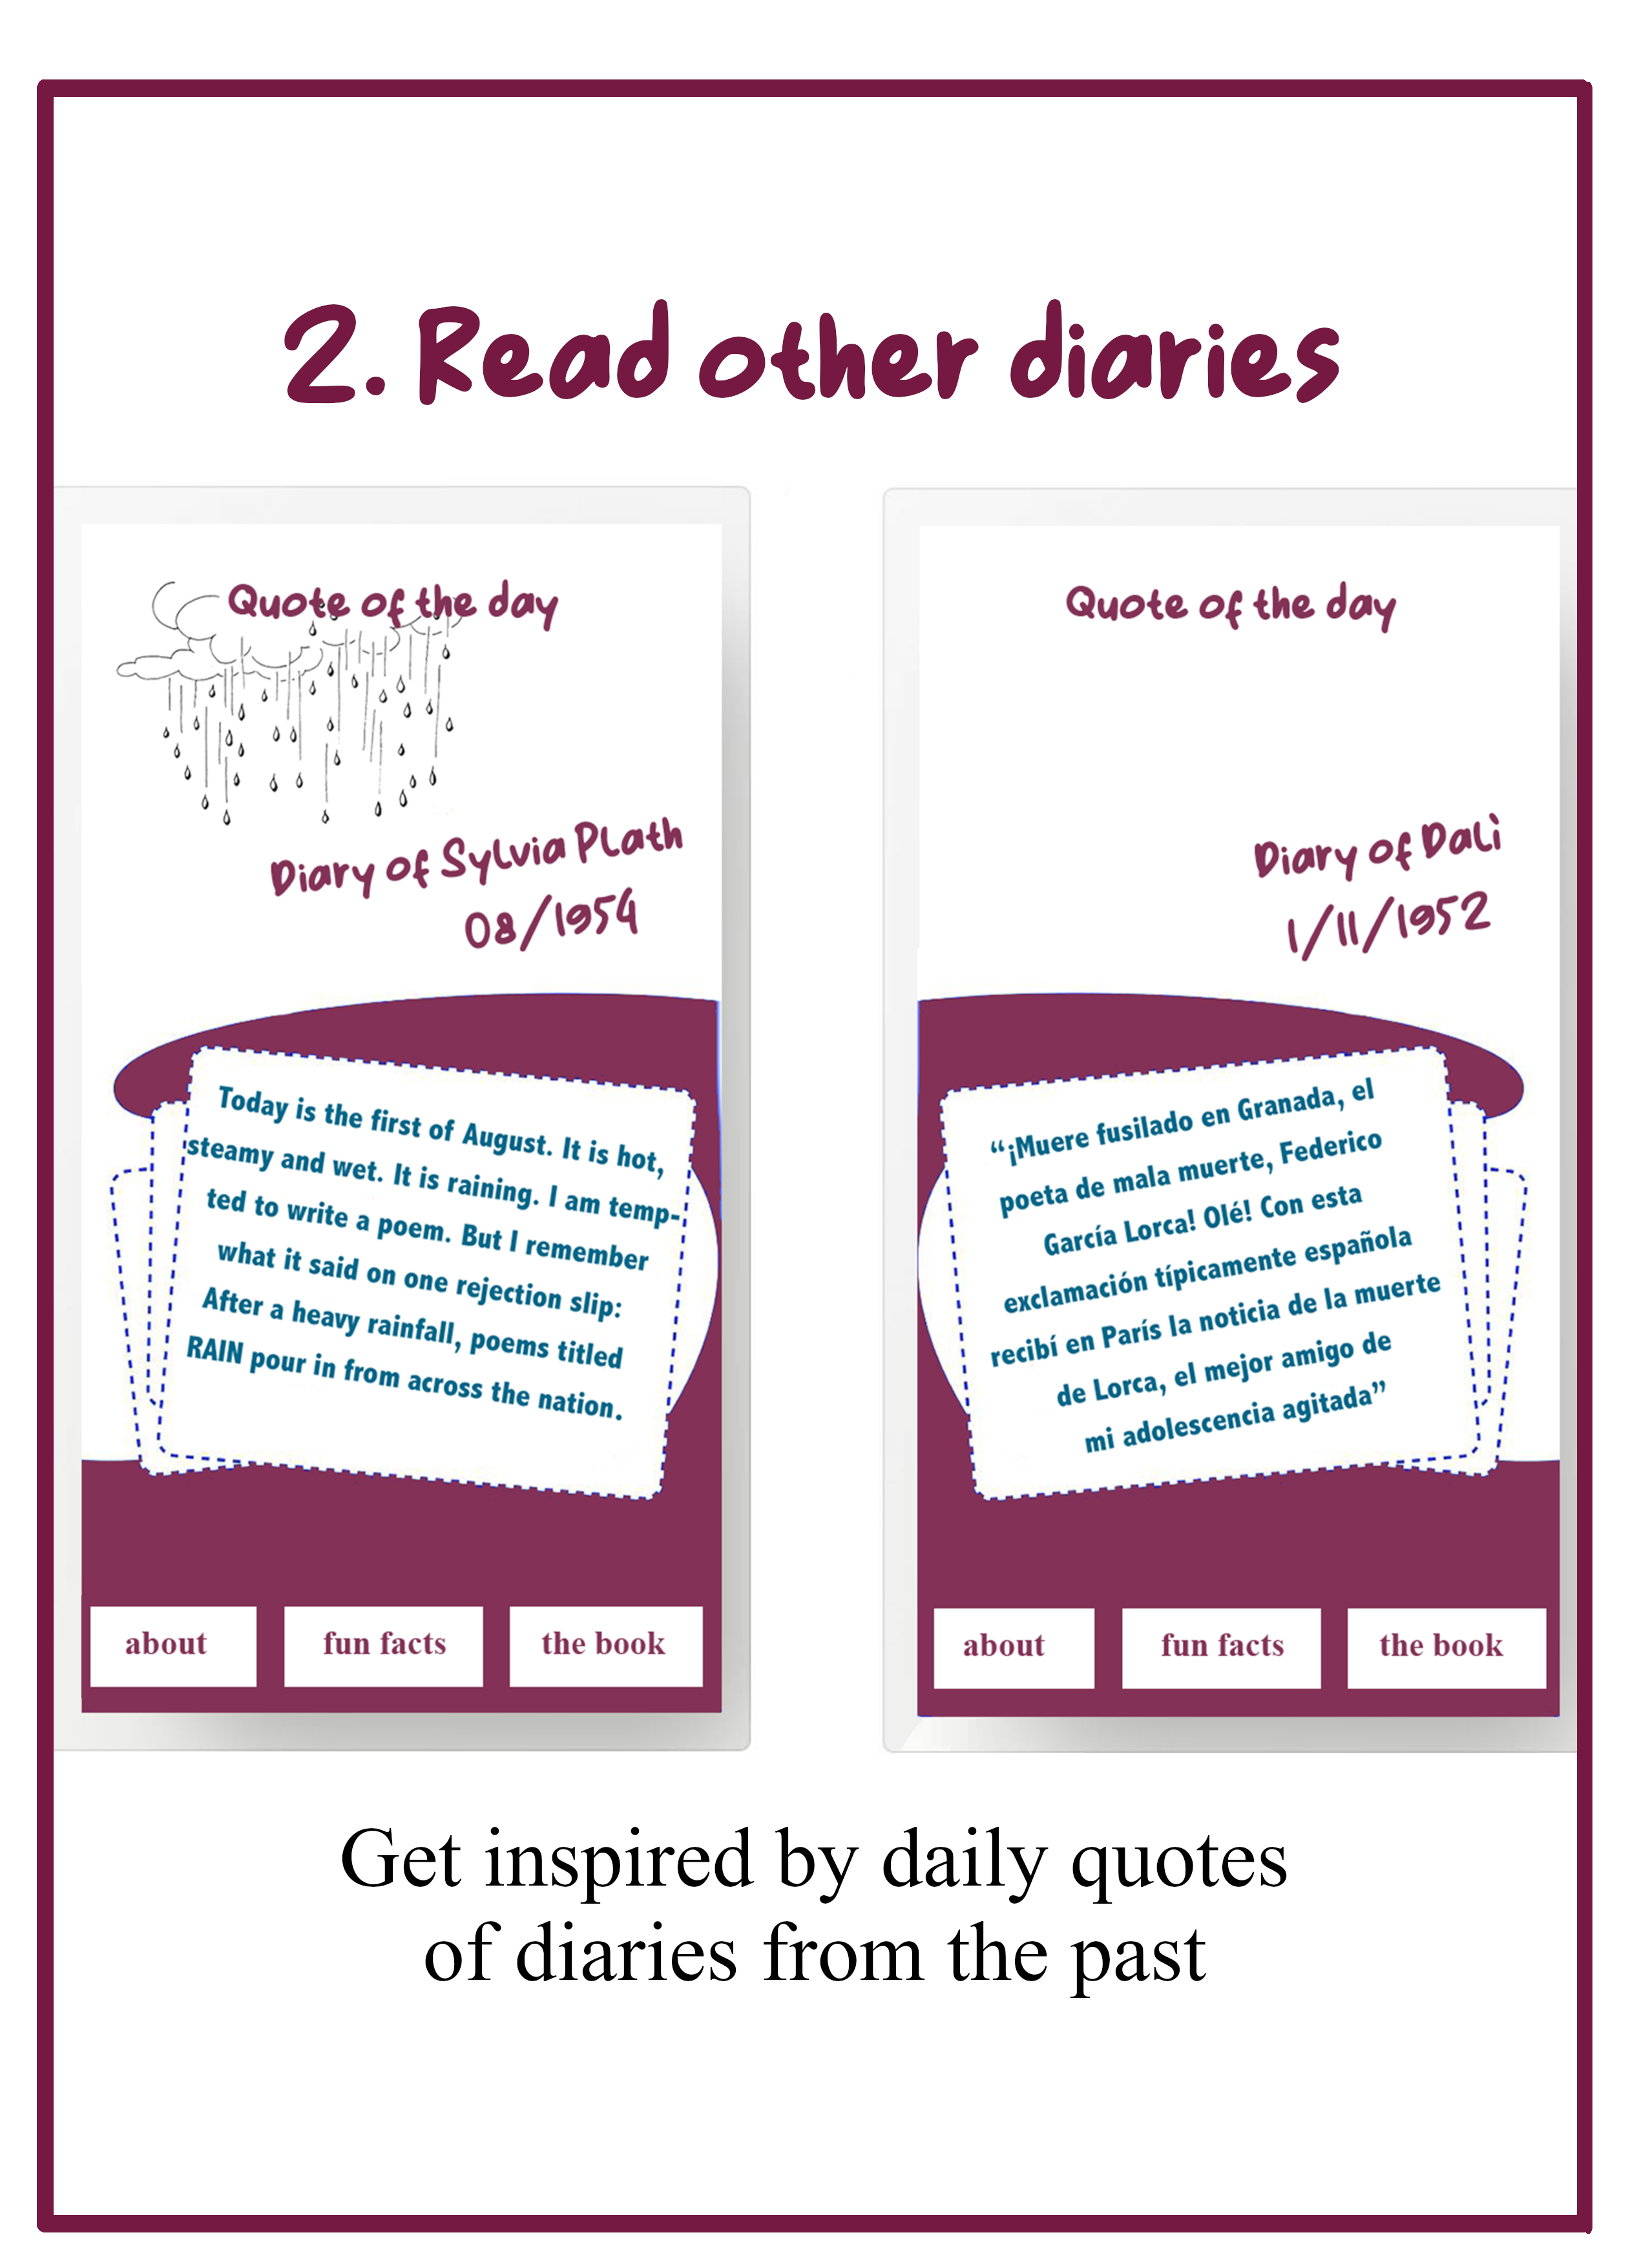 2. Read other diaries
Quote of the day
Diary of Sylvia Plath
08/1954
Today is the first of August. It is hot,
steamy and wet. It is raining. I am temp-
ted to write a poem. But I remember
what it said on one rejection slip:
After a heavy rainfall, poems titled
RAIN pour in from across the nation.
about
fun facts
the book
Quote of the day
Diary of Dalì
1/11/1952
“¡Muere fusilado en Granada, el
poeta de mala muerte, Federico
García Lorca! Olé! Con esta
exclamación típicamente española
recibí en París la noticia de la muerte
de Lorca, el mejor amigo de
mi adolescencia agitada”
about
fun facts
the book
Get inspired by daily quotes
of diaries from the past